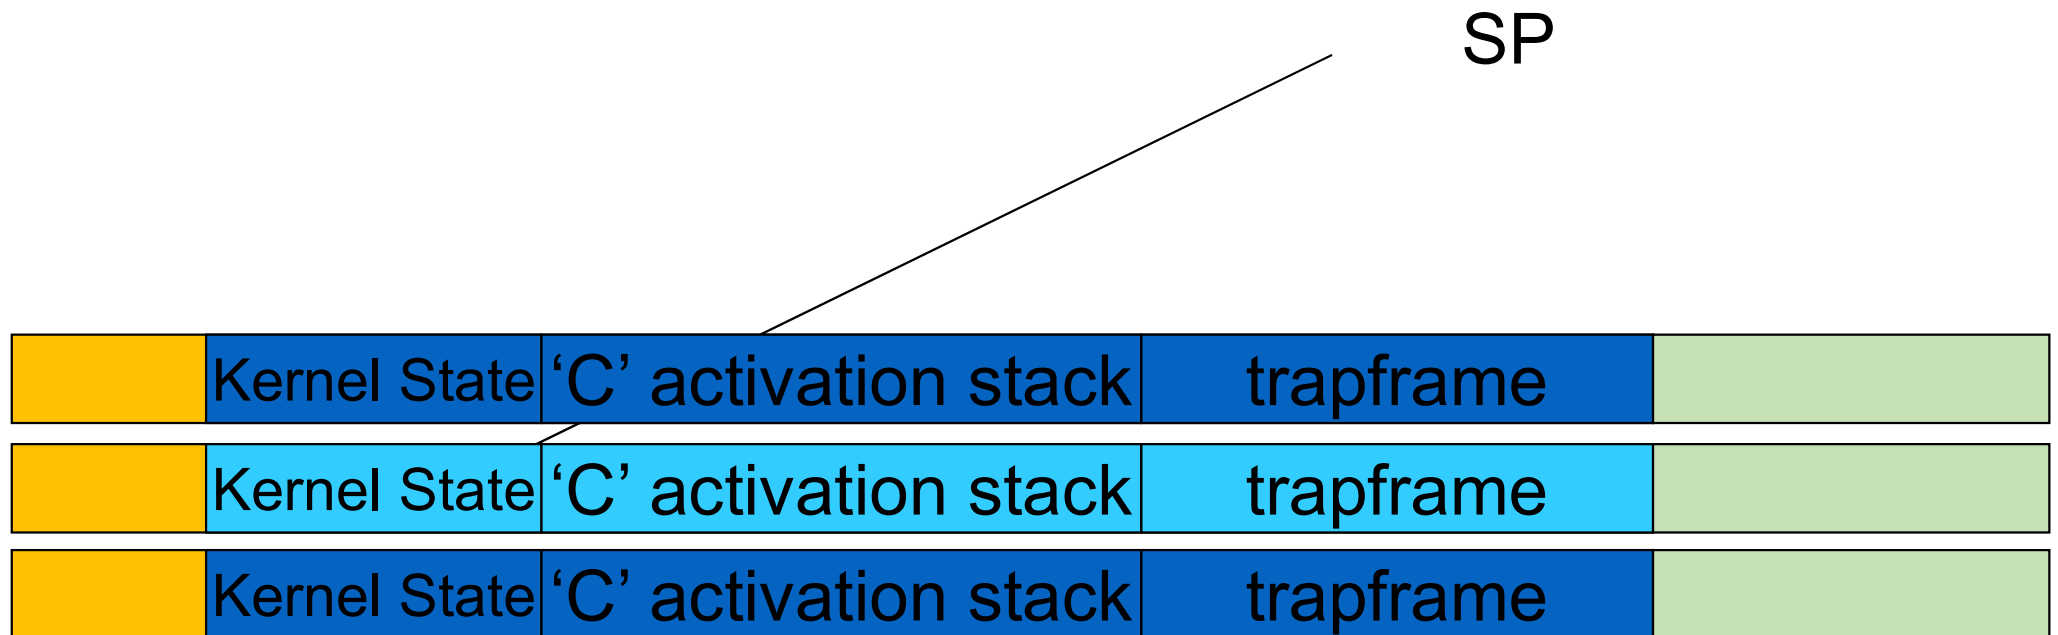 SP
Kernel State ‘C’ activation stack trapframe
Kernel State ‘C’ activation stack trapframe
Kernel State ‘C’ activation stack trapframe